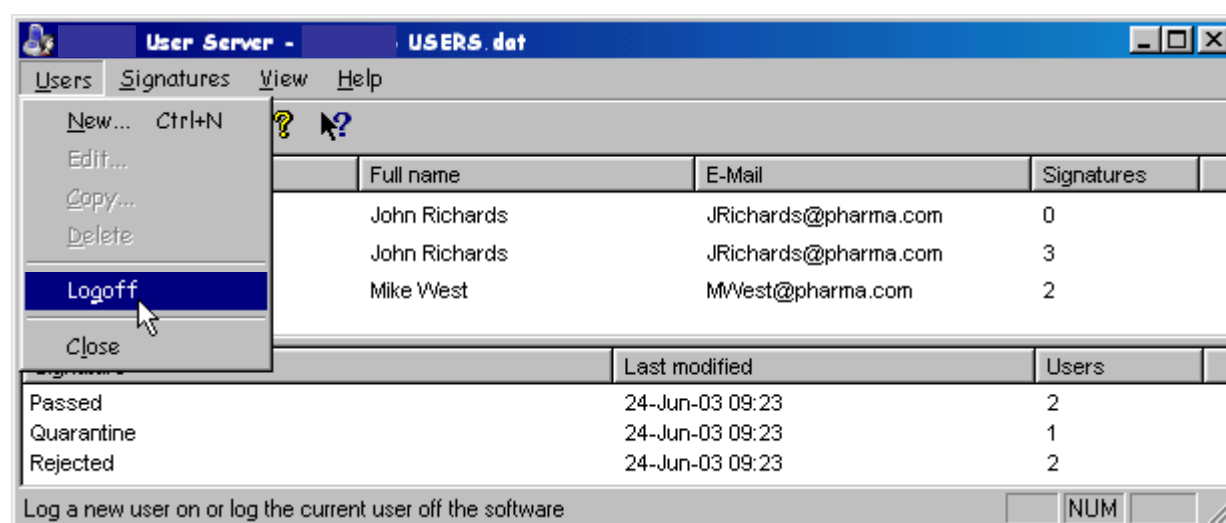 User Server - USERS.dat
Users Signatures View Help
New... Ctrl+N
Edit...
Copy...
Delete
Logoff
Close
Full name E-Mail Signatures
John Richards JRichards@pharma.com 0
John Richards JRichards@pharma.com 3
Mike West MWest@pharma.com 2
Signature Last modified Users
Passed 24-Jun-03 09:23 2
Quarantine 24-Jun-03 09:23 1
Rejected 24-Jun-03 09:23 2
Log a new user on or log the current user off the software NUM